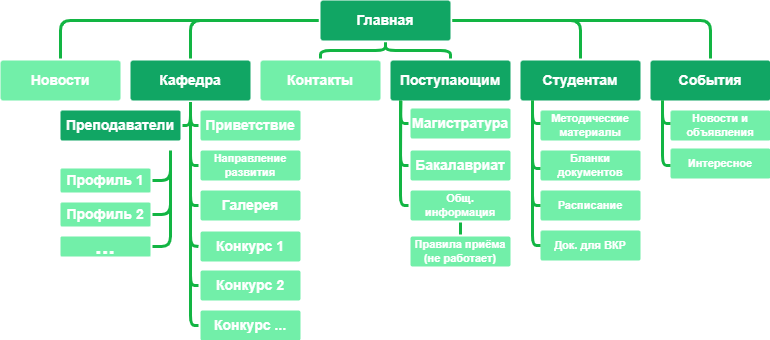 Главная
Новости
Кафедра
Контакты
Поступающим
Студентам
События
Преподаватели
Профиль 1
Профиль 2
...
Приветствие
Направление
развития
Галерея
Конкурс 1
Конкурс 2
Конкурс ...
Магистратура
Бакалавриат
Общ.
информация
Правила приёма
(не работает)
Методические
материалы
Бланки
документов
Расписание
Док. для ВКР
Новости и
объявления
Интересное